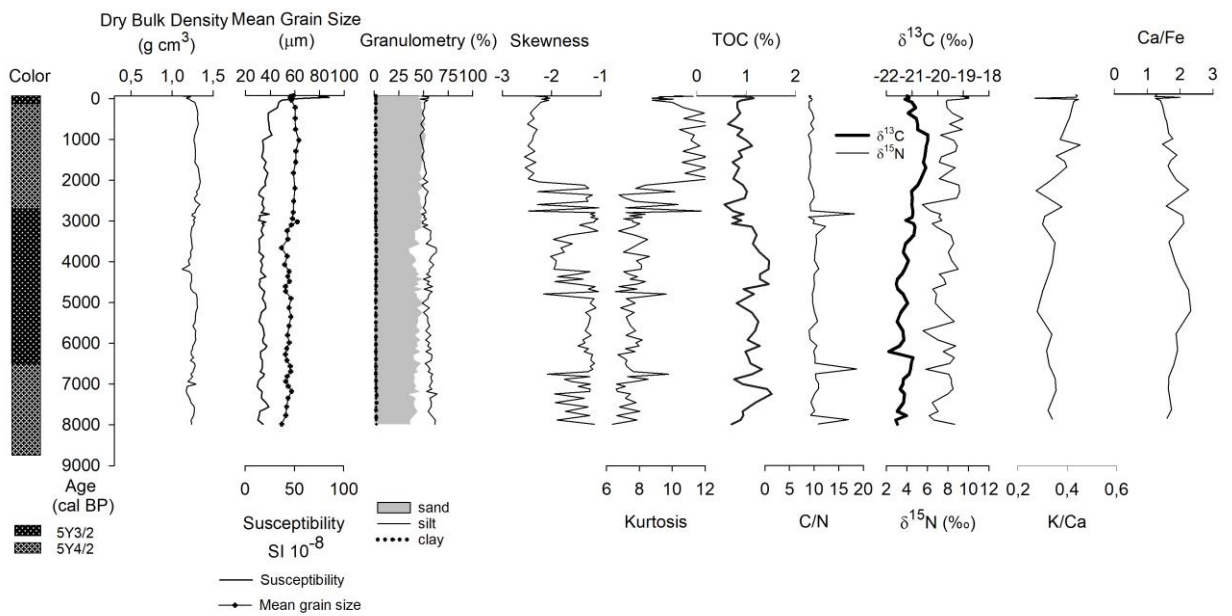 Dry Bulk Density Mean Grain Size
(g cm3) (μm) Granulometry (%) Skewness TOC (%) δ13C (‰) Ca/Fe
Color 0,5 1 1,5 20 40 60 80 100 0 25 50 75 100 -3 -2 -1 0 1 2 -22 -21 -20 -19 -18 0 1 2 3
0
1000
δ13C
δ15N
2000
3000
4000
5000
6000
7000
8000
9000
Age
(cal BP)
0 50 100 6 8 10 12 0 5 10 15 20 2 4 6 8 10 12 0,2 0,4 0,6
Susceptibility
SI 10-8
sand
silt
clay
Kurtosis C/N δ15N (‰) K/Ca
5Y3/2
5Y4/2
Susceptibility
Mean grain size